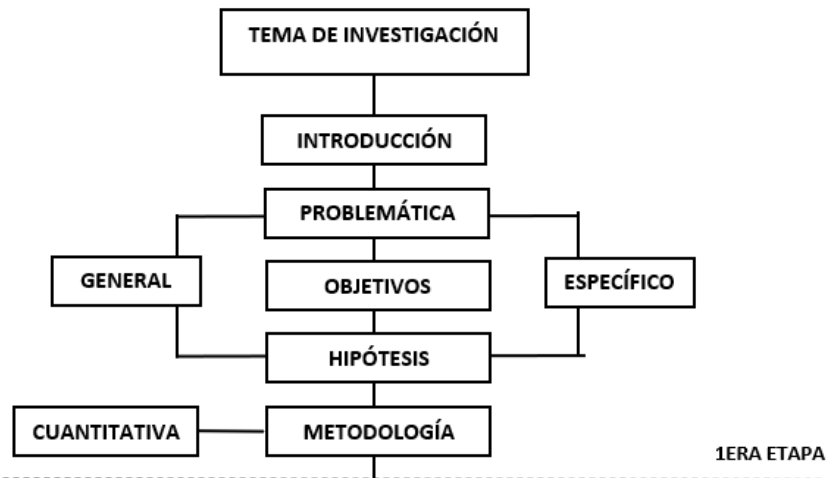 TEMA DE INVESTIGACIÓN
INTRODUCCIÓN
PROBLEMÁTICA
GENERAL
OBJETIVOS
ESPECÍFICO
HIPÓTESIS
CUANTITATIVA
METODOLOGÍA
1ERA ETAPA